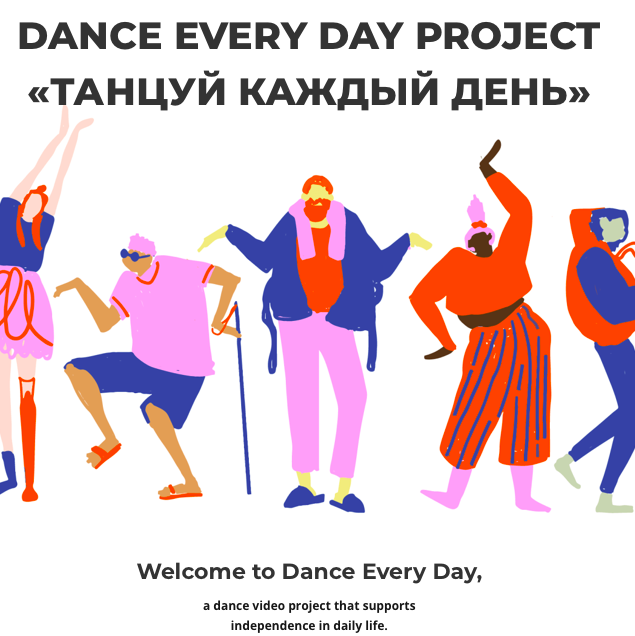 DANCE EVERY DAY PROJECT
«ТАНЦУЙ КАЖДЫЙ ДЕНЬ»
Welcome to Dance Every Day,
a dance video project that supports
independence in daily life.